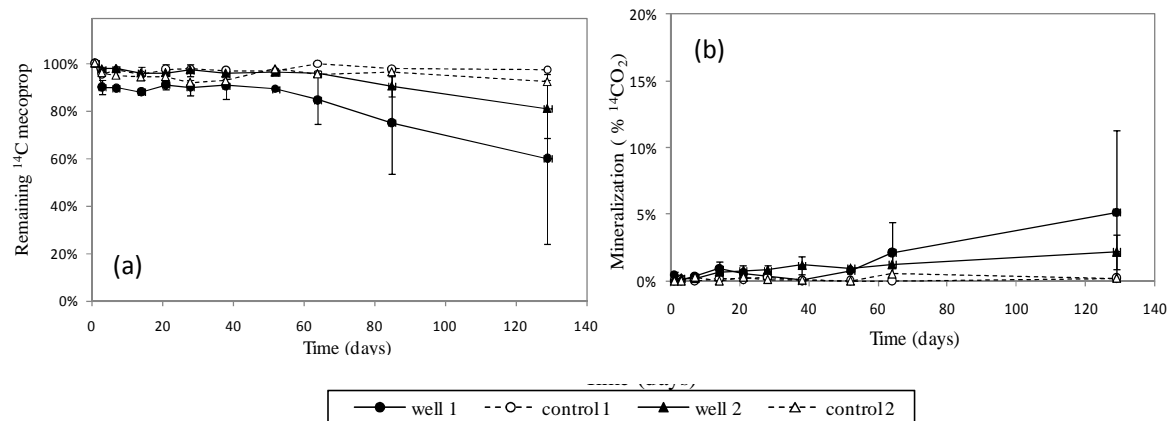 120%
100%
80%
60%
40%
20%
0%
Remaining ¹⁴C mecoprop
(a)
0 20 40 60 80 100 120 140
Time (days)
20%
15%
10%
5%
0%
Mineralization ( % ¹⁴CO₂)
(b)
0 20 40 60 80 100 120 140
Time (days)
well 1 control 1 well 2 control 2